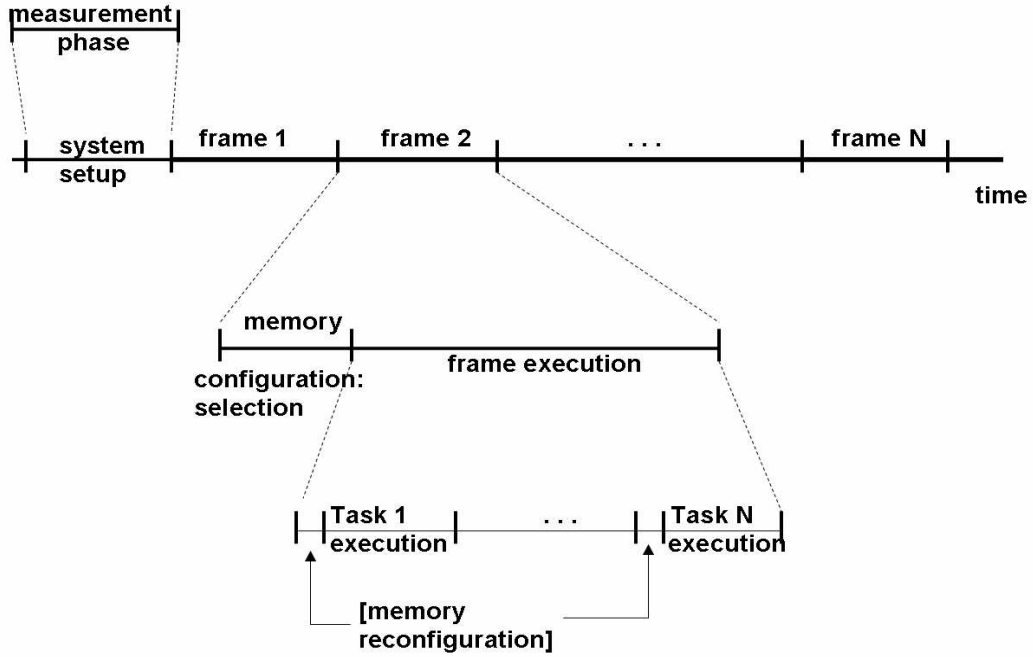 measurement
phase
system
setup
frame 1
frame 2
. . .
frame N
time
memory
configuration:
selection
frame execution
Task 1
execution
. . .
Task N
execution
[memory
reconfiguration]